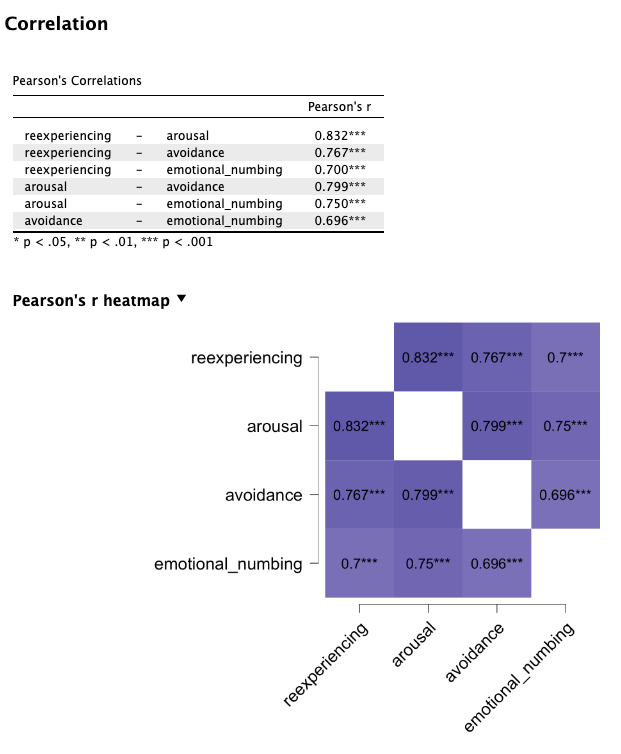 Correlation
Pearson's Correlations
Pearson's r
reexperiencing – arousal 0.832***
reexperiencing – avoidance 0.767***
reexperiencing – emotional_numbing 0.700***
arousal – avoidance 0.799***
arousal – emotional_numbing 0.750***
avoidance – emotional_numbing 0.696***
* p < .05, ** p < .01, *** p < .001
Pearson's r heatmap ▼
reexperiencing 0.832*** 0.767*** 0.7***
arousal 0.832*** 0.799*** 0.75***
avoidance 0.767*** 0.799*** 0.696***
emotional_numbing 0.7*** 0.75*** 0.696***
reexperiencing
arousal
avoidance
emotional_numbing